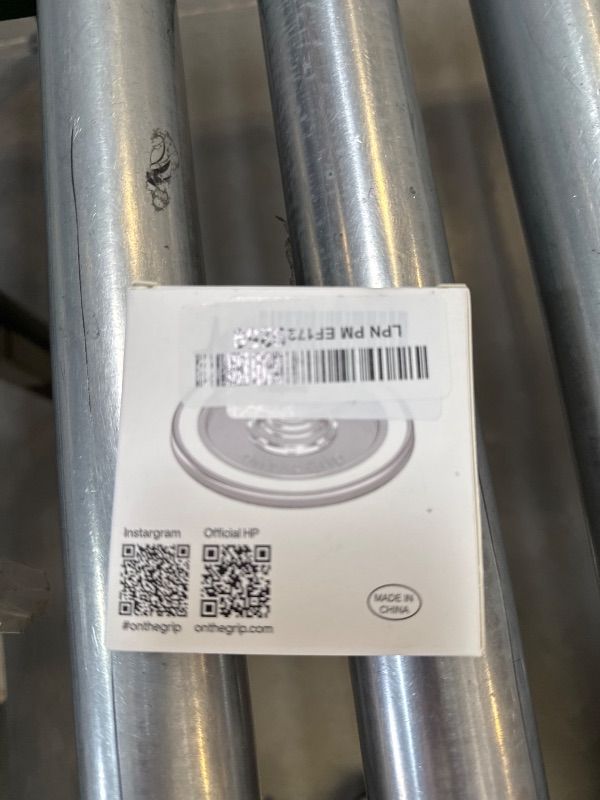 LPN PM EF173
Instargram
Official HP
#onthegrip
onthegrip.com
MADE IN
CHINA